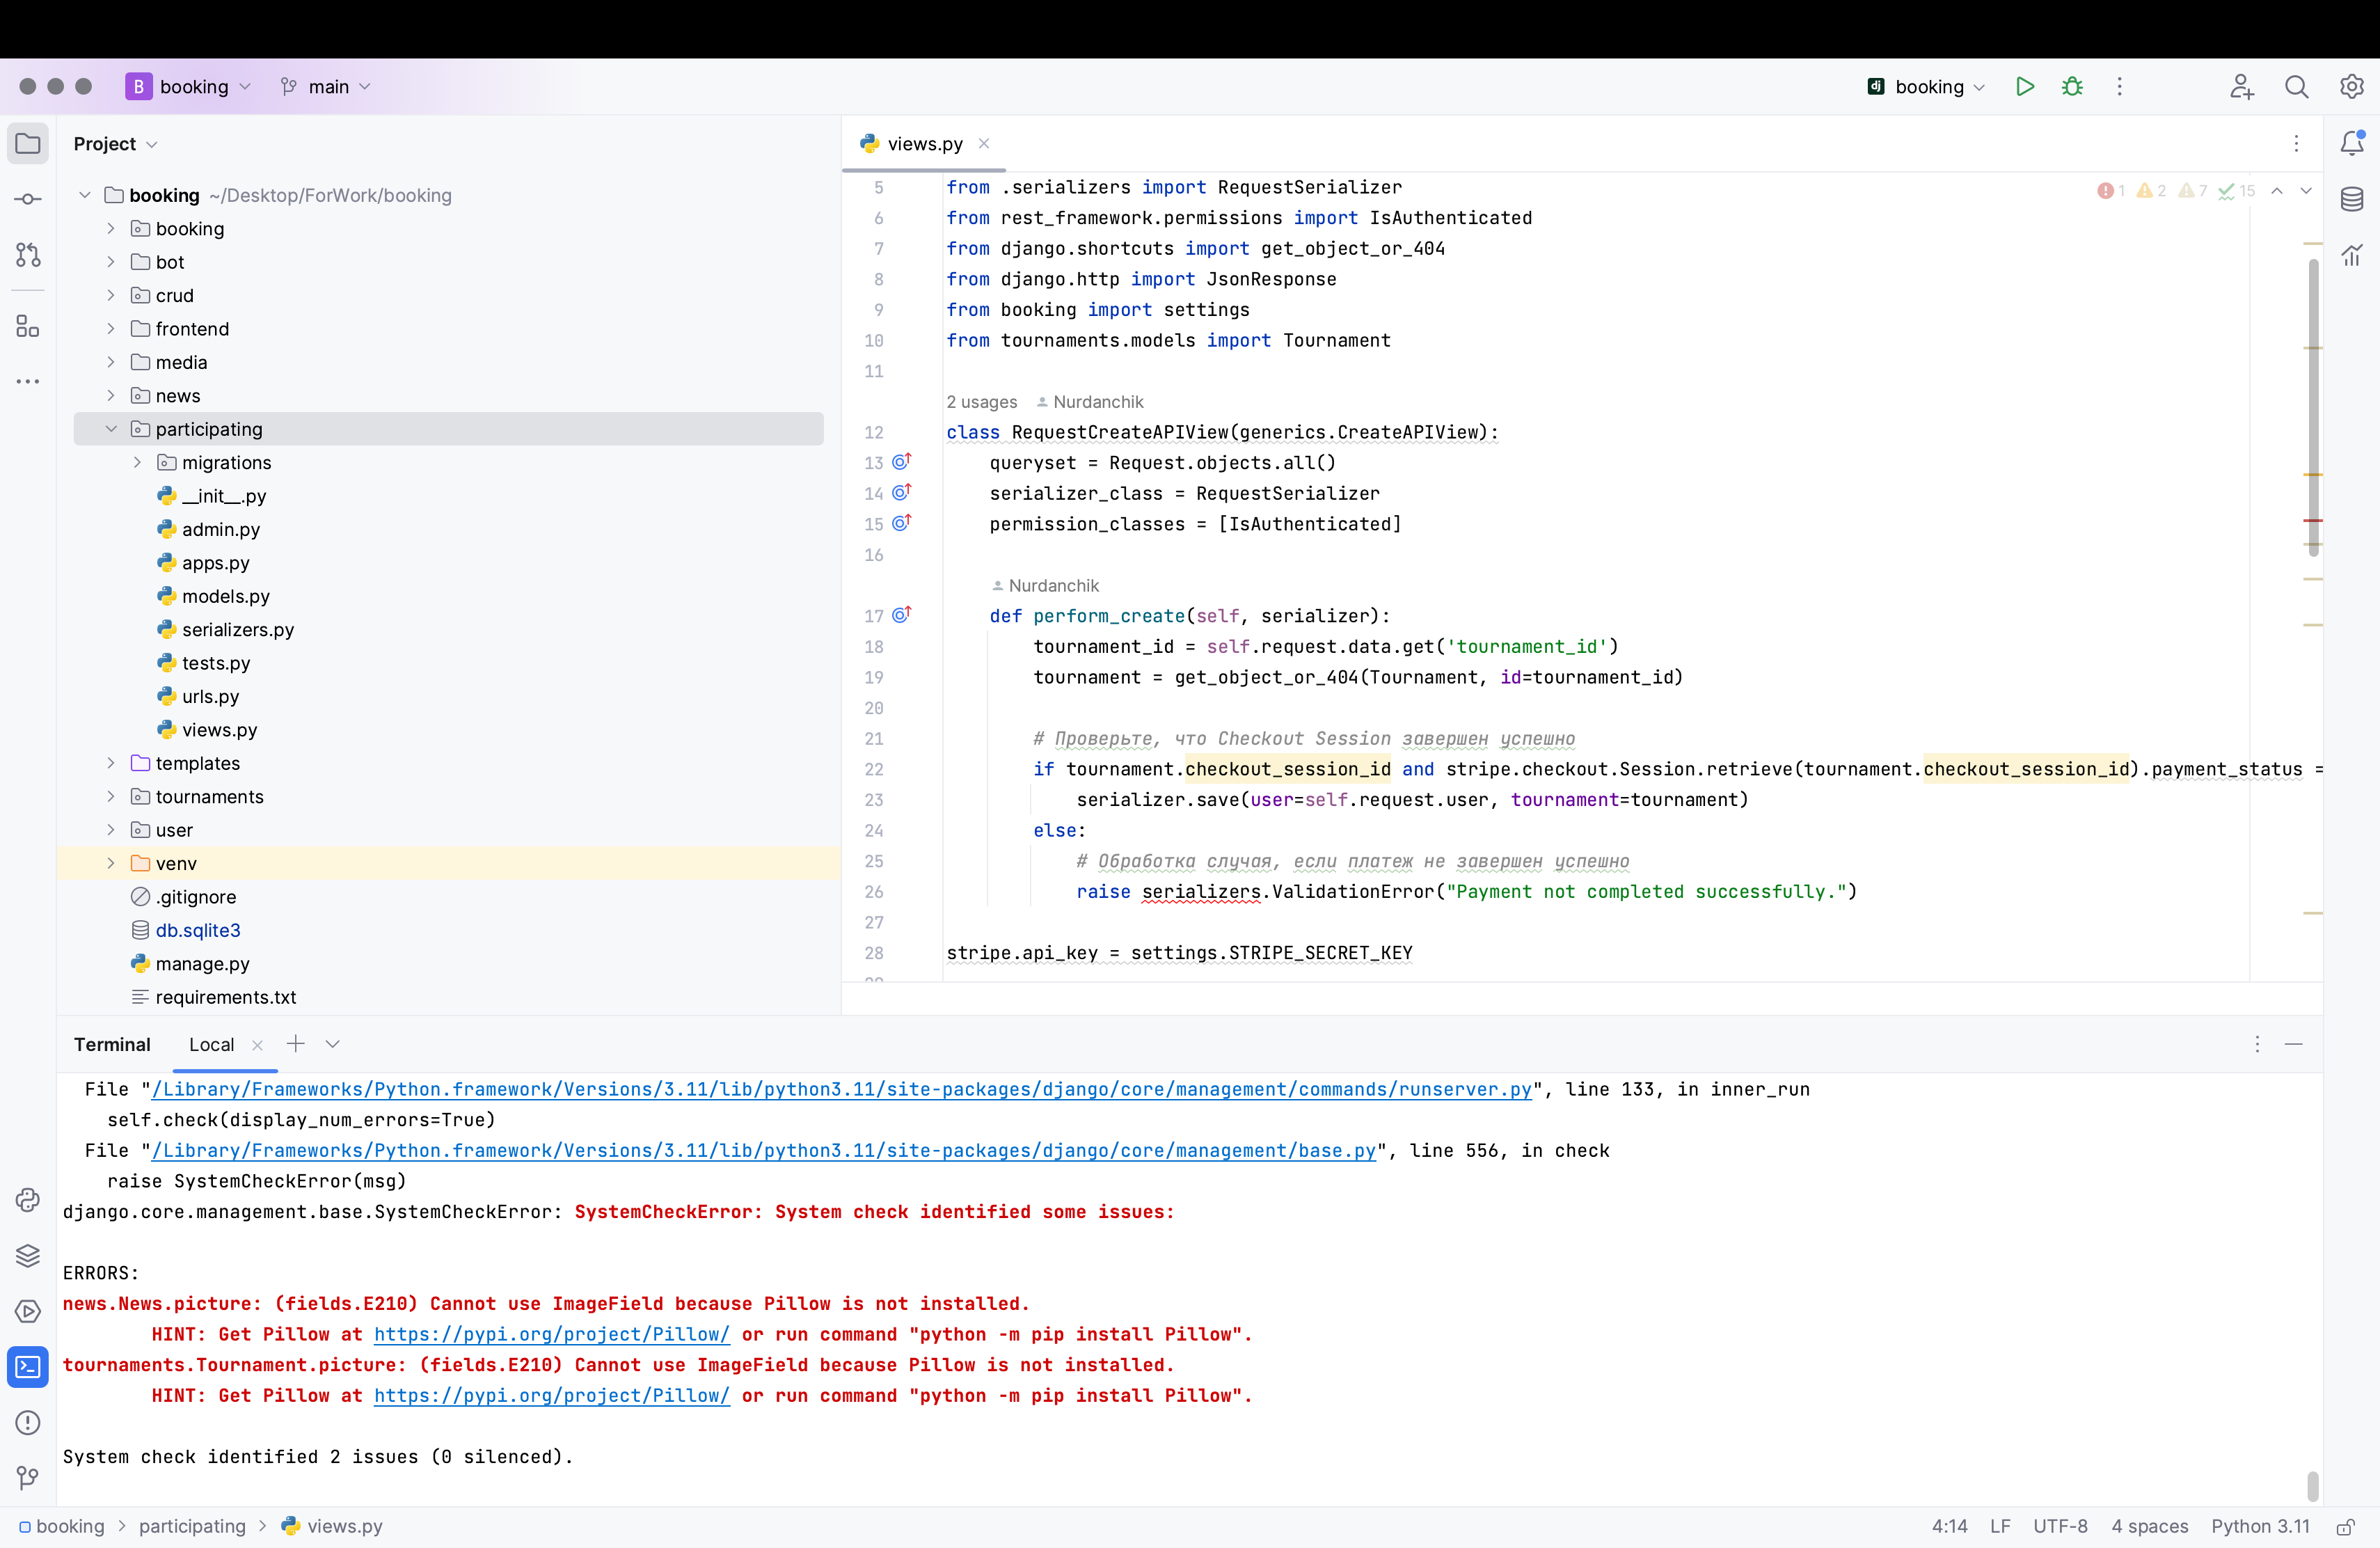 B booking main
dj booking
Project
booking ~/Desktop/ForWork/booking
booking
bot
crud
frontend
media
news
participating
migrations
__init__.py
admin.py
apps.py
models.py
serializers.py
tests.py
urls.py
views.py
templates
tournaments
user
venv
.gitignore
db.sqlite3
manage.py
requirements.txt
views.py
1 2 7 15
5 from .serializers import RequestSerializer
6 from rest_framework.permissions import IsAuthenticated
7 from django.shortcuts import get_object_or_404
8 from django.http import JsonResponse
9 from booking import settings
10 from tournaments.models import Tournament
11
2 usages Nurdanchik
12 class RequestCreateAPIView(generics.CreateAPIView):
13 queryset = Request.objects.all()
14 serializer_class = RequestSerializer
15 permission_classes = [IsAuthenticated]
16
Nurdanchik
17 def perform_create(self, serializer):
18 tournament_id = self.request.data.get('tournament_id')
19 tournament = get_object_or_404(Tournament, id=tournament_id)
20
21 # Проверьте, что Checkout Session завершен успешно
22 if tournament.checkout_session_id and stripe.checkout.Session.retrieve(tournament.checkout_session_id).payment_status =
23 serializer.save(user=self.request.user, tournament=tournament)
24 else:
25 # Обработка случая, если платеж не завершен успешно
26 raise serializers.ValidationError("Payment not completed successfully.")
27
28 stripe.api_key = settings.STRIPE_SECRET_KEY
Terminal Local
File "/Library/Frameworks/Python.framework/Versions/3.11/lib/python3.11/site-packages/django/core/management/commands/runserver.py", line 133, in inner_run
self.check(display_num_errors=True)
File "/Library/Frameworks/Python.framework/Versions/3.11/lib/python3.11/site-packages/django/core/management/base.py", line 556, in check
raise SystemCheckError(msg)
django.core.management.base.SystemCheckError: SystemCheckError: System check identified some issues:
ERRORS:
news.News.picture: (fields.E210) Cannot use ImageField because Pillow is not installed.
HINT: Get Pillow at https://pypi.org/project/Pillow/ or run command "python -m pip install Pillow".
tournaments.Tournament.picture: (fields.E210) Cannot use ImageField because Pillow is not installed.
HINT: Get Pillow at https://pypi.org/project/Pillow/ or run command "python -m pip install Pillow".
System check identified 2 issues (0 silenced).
booking participating views.py
4:14 LF UTF-8 4 spaces Python 3.11